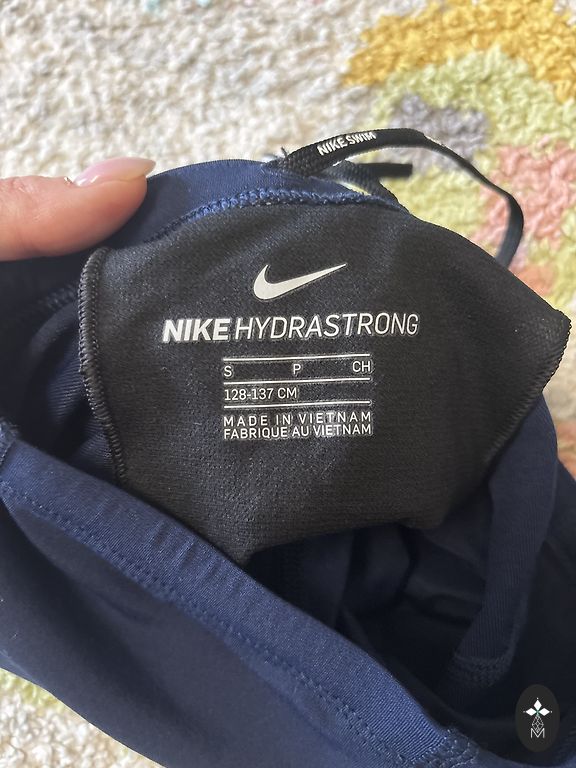 NIKE SWIM
NIKE HYDRASTRONG
S P CH
128-137 CM
MADE IN VIETNAM
FABRIQUE AU VIETNAM
M